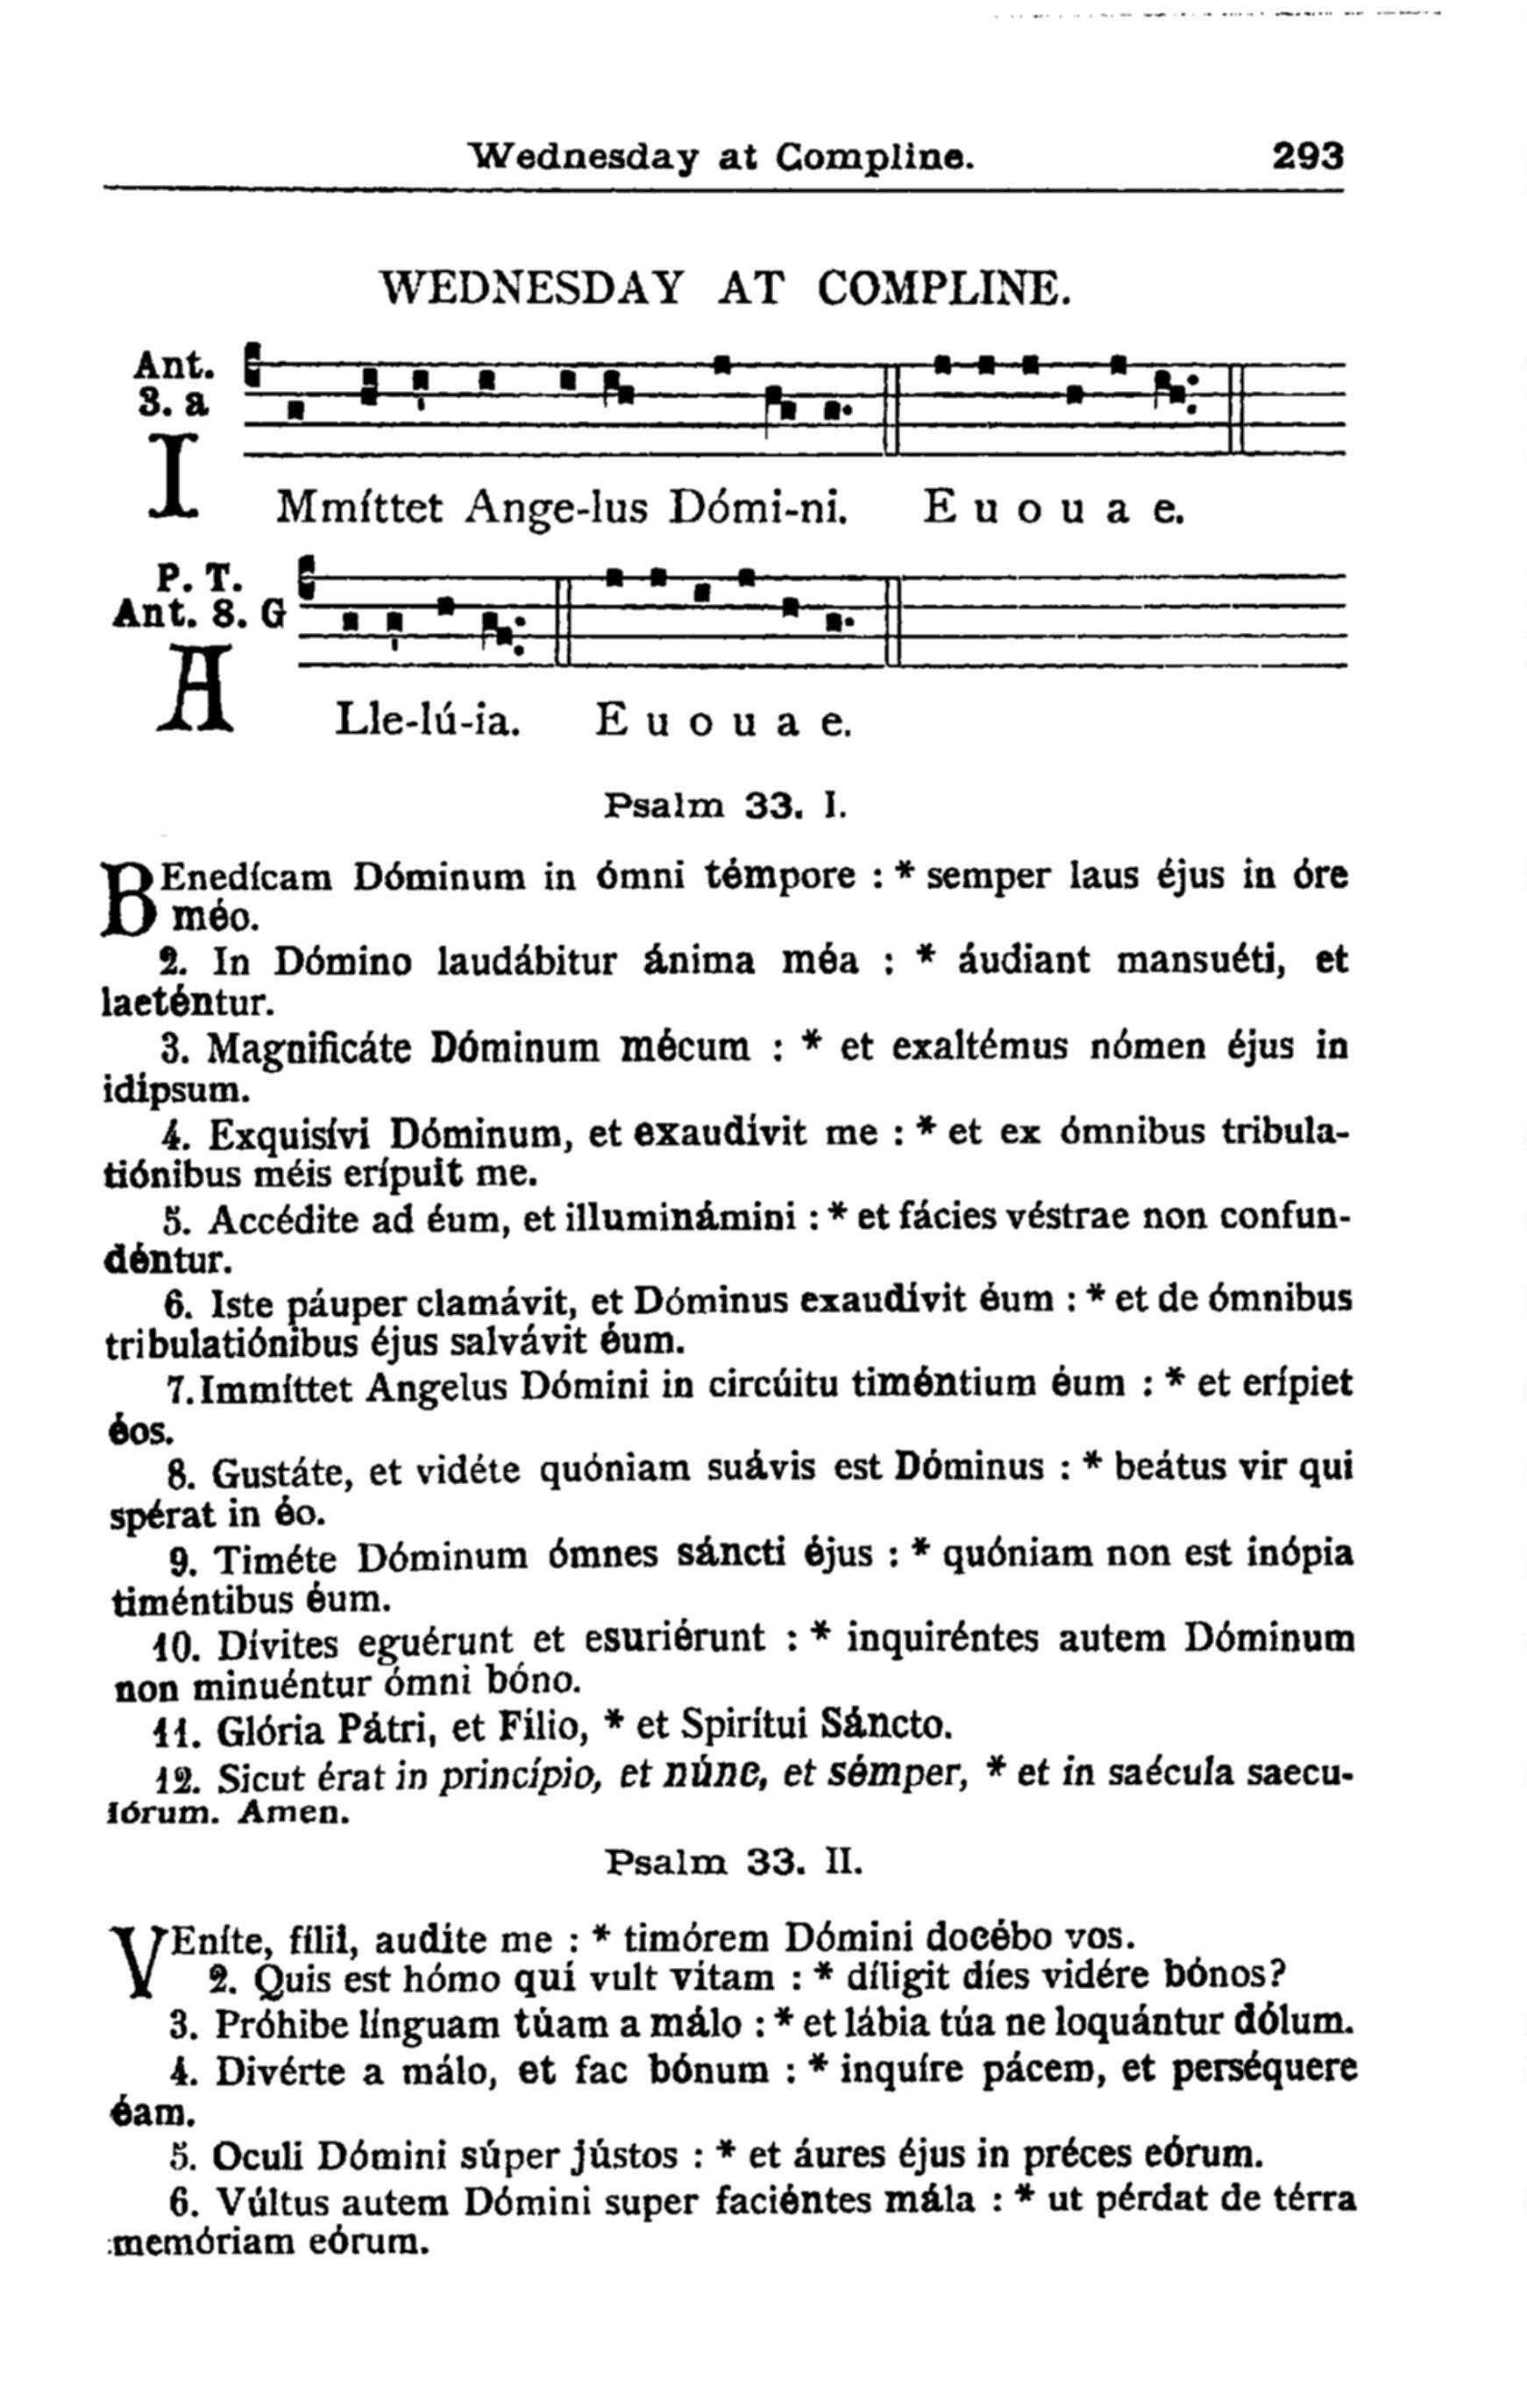 Wednesday at Compline. 293
WEDNESDAY AT COMPLINE.
Ant.
3. a
I Mmíttet Ange-lus Dómi-ni. E u o u a e.
P. T.
Ant. 8. G
A Lle-lú-ia. E u o u a e.
Psalm 33. I.
BEnedícam Dóminum in ómni témpore : * semper laus éjus in óre
méo.
2. In Dómino laudábitur ánima méa : * áudiant mansuéti, et
laeténtur.
3. Magnificáte Dóminum mécum : * et exaltémus nómen éjus in
idípsum.
4. Exquisívi Dóminum, et exaudívit me : * et ex ómnibus tribula-
tiónibus méis erípuit me.
5. Accédite ad éum, et illuminámini : * et fácies véstrae non confun-
déntur.
6. Iste páuper clamávit, et Dóminus exaudívit éum : * et de ómnibus
tribulatiónibus éjus salvávit éum.
7. Immíttet Angelus Dómini in circúitu timéntium éum : * et erípiet
éos.
8. Gustáte, et vidéte quóniam suávis est Dóminus : * beátus vir qui
spérat in éo.
9. Timéte Dóminum ómnes sáncti éjus : * quóniam non est inópia
timéntibus éum.
10. Dívites eguérunt et esuriérunt : * inquiréntes autem Dóminum
non minuéntur ómni bóno.
11. Glória Pátri, et Fílio, * et Spirítui Sáncto.
12. Sicut érat in princípio, et núnc, et sémper, * et in saécula saecu-
lórum. Amen.
Psalm 33. II.
VEníte, fílii, audíte me : * timórem Dómini docébo vos.
2. Quis est hómo quí vult vítam : * díligit díes vidére bónos?
3. Próhibe línguam túam a málo : * et lábia túa ne loquántur dólum.
4. Divérte a málo, et fac bónum : * inquíre pácem, et perséquere
éam.
5. Oculi Dómini súper jústos : * et áures éjus in préces eórum.
6. Vúltus autem Dómini super faciéntes mála : * ut pérdat de térra
memóriam eórum.